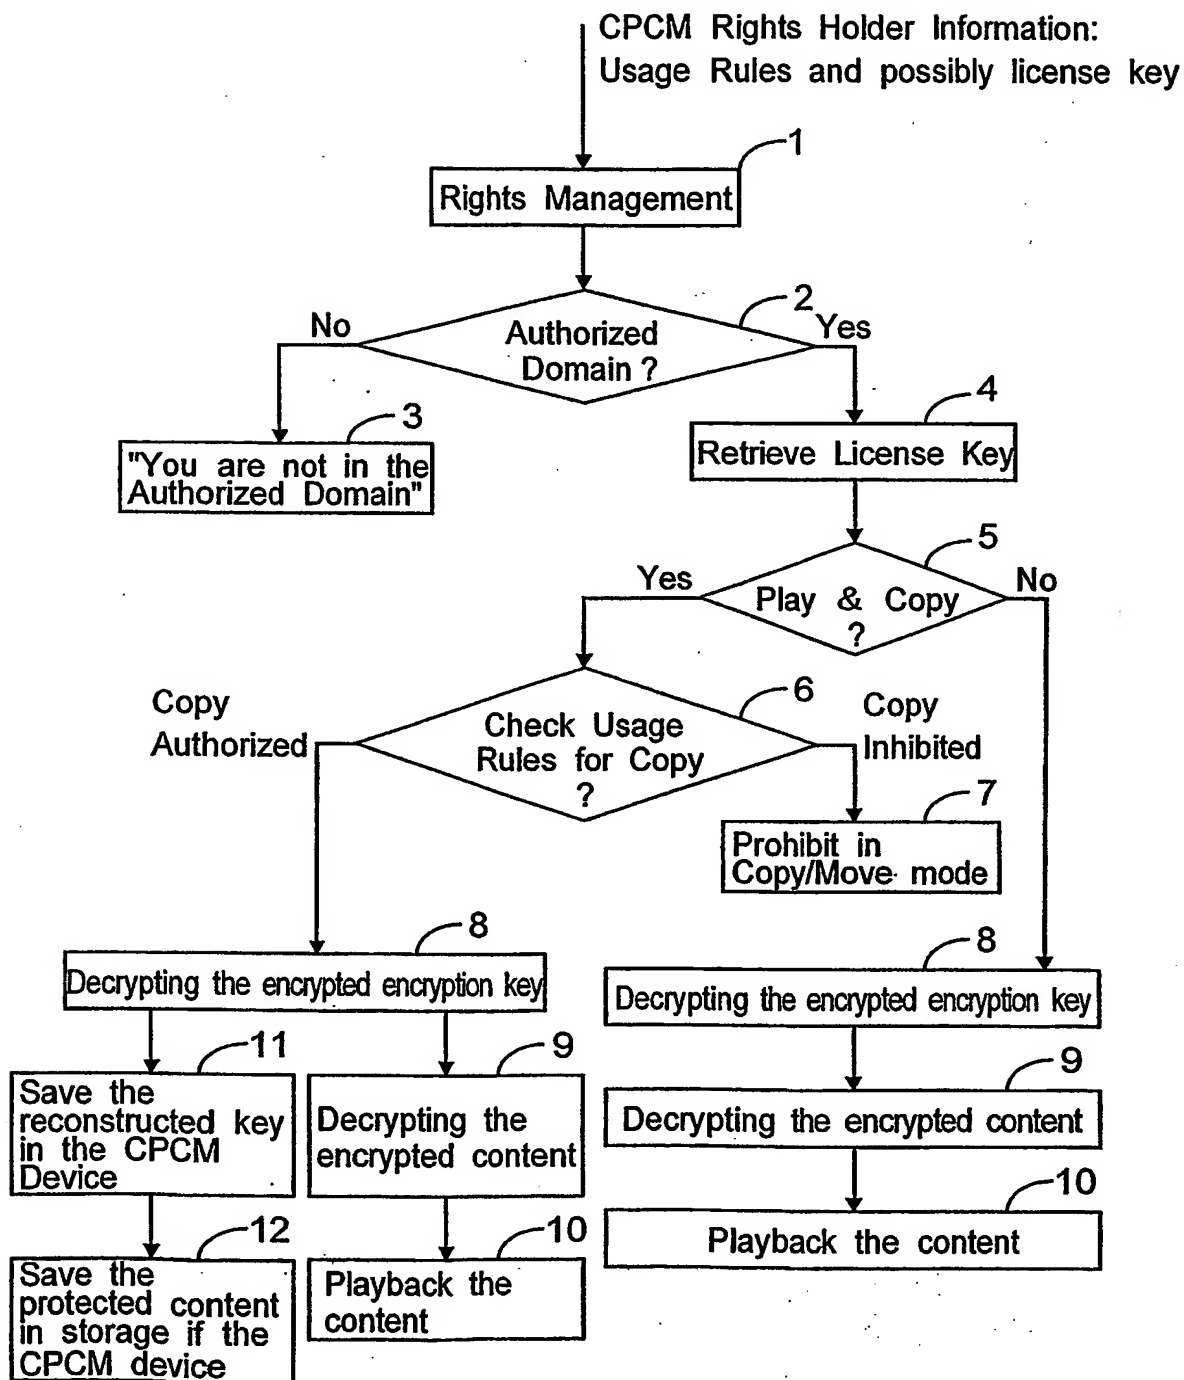 CPCM Rights Holder Information:
Usage Rules and possibly license key
1
Rights Management
2
No
Yes
Authorized
Domain ?
3
"You are not in the
Authorized Domain"
4
Retrieve License Key
5
Yes
No
Play & Copy
?
6
Copy
Authorized
Check Usage
Rules for Copy
?
Copy
Inhibited
7
Prohibit in
Copy/Move mode
8
Decrypting the encrypted encryption key
8
Decrypting the encrypted encryption key
11
Save the
reconstructed key
in the CPCM
Device
9
Decrypting the
encrypted content
9
Decrypting the encrypted content
12
Save the
protected content
in storage if the
CPCM device
10
Playback the
content
10
Playback the content